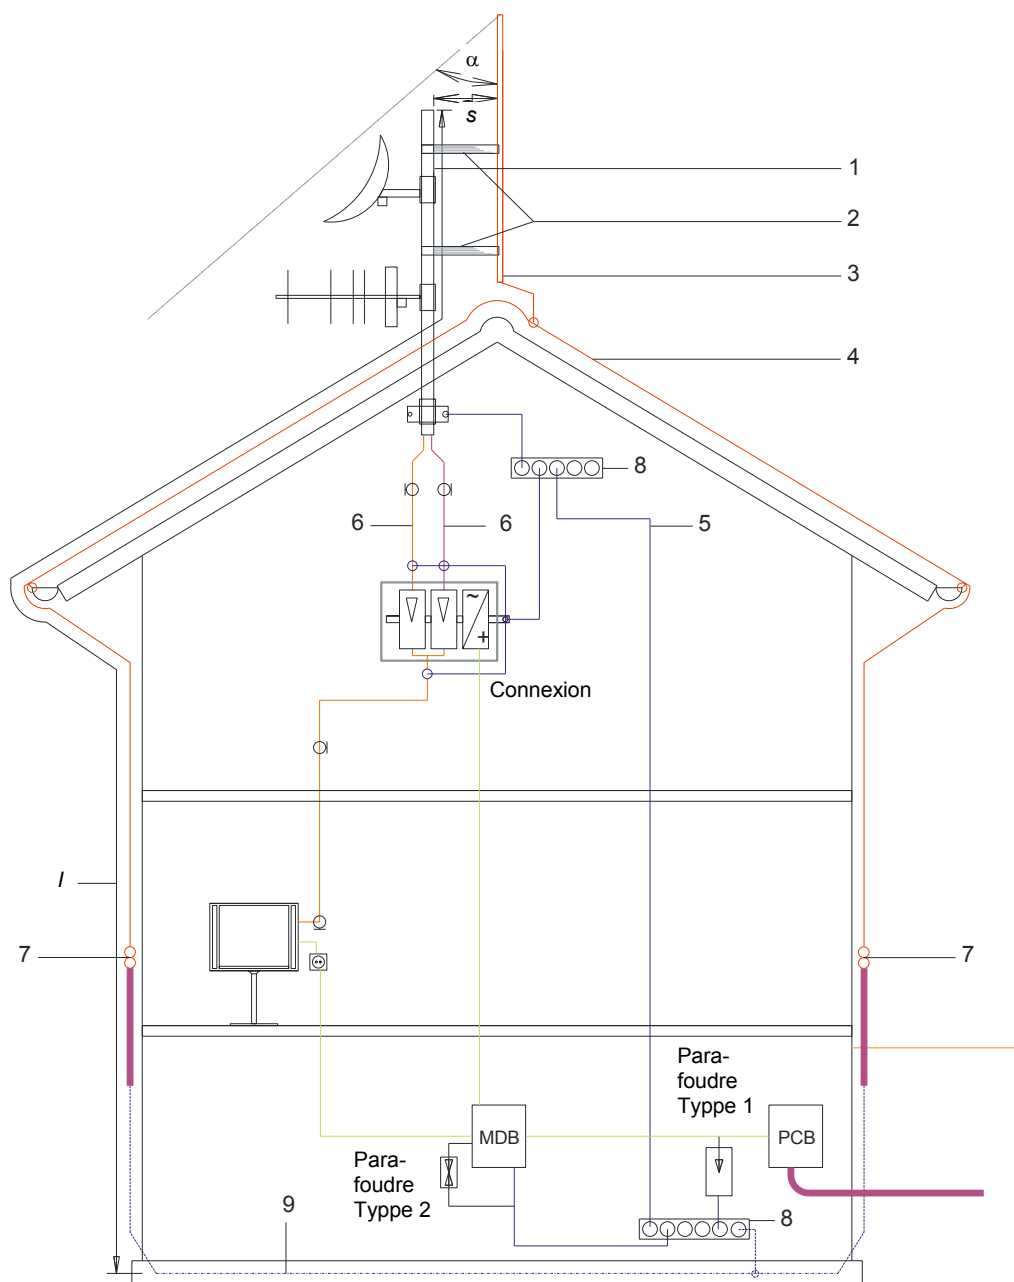 α
s
1
2
3
4
8
6
6
5
~
+
Connexion
l
7
7
Para-
foudre
Typpe 1
MDB
PCB
Para-
foudre
Typpe 2
9
8